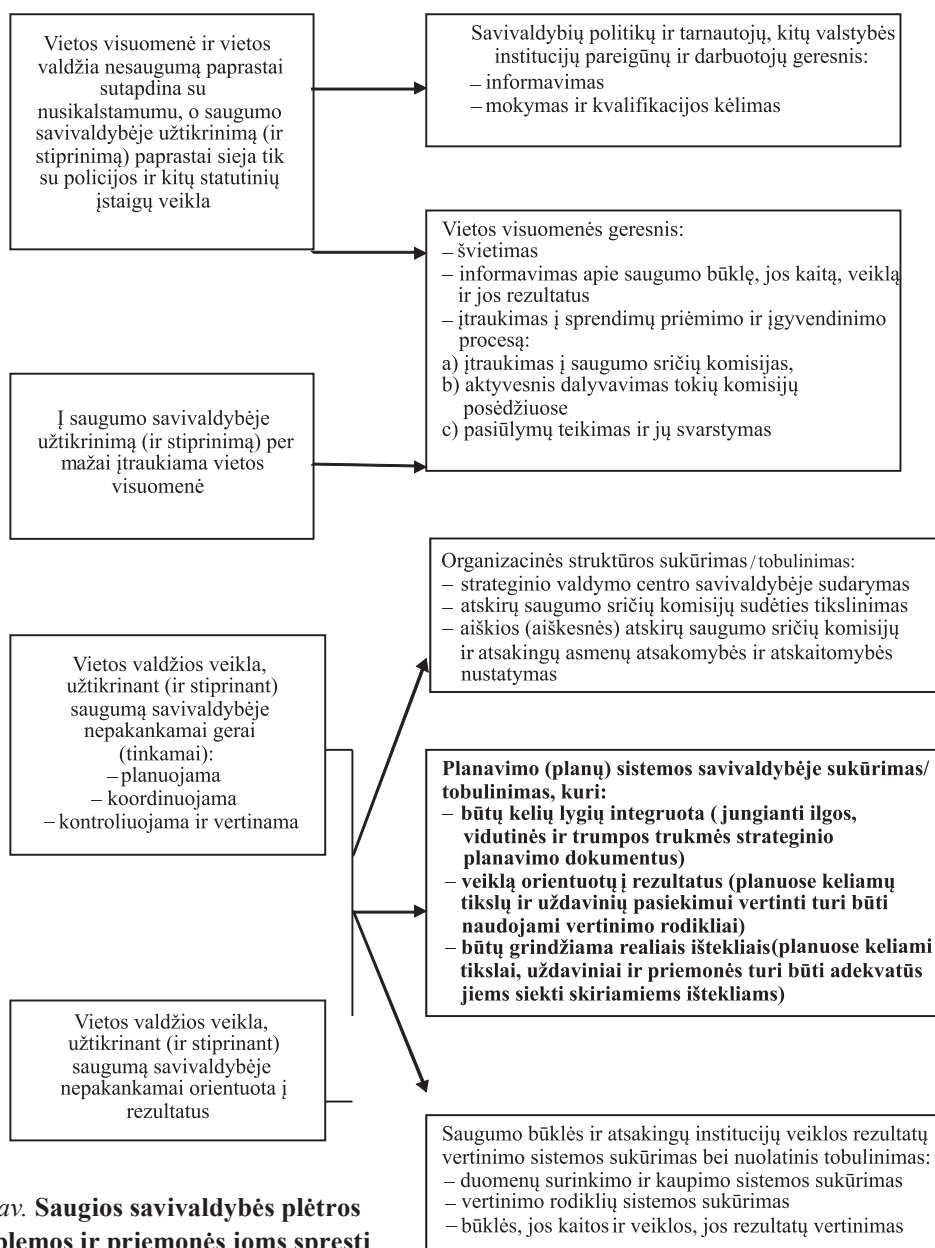 Vietos visuomenė ir vietos
valdžia nesaugumą paprastai
sutapdina su
nusikalstamumu, o saugumo
savivaldybėje užtikrinimą (ir
stiprinimą) paprastai sieja tik
su policijos ir kitų statutinių
įstaigų veikla
Savivaldybių politikų ir tarnautojų, kitų valstybės
institucijų pareigūnų ir darbuotojų geresnis:
– informavimas
– mokymas ir kvalifikacijos kėlimas
Vietos visuomenės geresnis:
– švietimas
– informavimas apie saugumo būklę, jos kaitą, veiklą
ir jos rezultatus
– įtraukimas į sprendimų priėmimo ir įgyvendinimo
procesą:
a) įtraukimas į saugumo sričių komisijas,
b) aktyvesnis dalyvavimas tokių komisijų
posėdžiuose
c) pasiūlymų teikimas ir jų svarstymas
Į saugumo savivaldybėje
užtikrinimą (ir stiprinimą) per
mažai įtraukiama vietos
visuomenė
Organizacinės struktūros sukūrimas / tobulinimas:
– strateginio valdymo centro savivaldybėje sudarymas
– atskirų saugumo sričių komisijų sudėties tikslinimas
– aiškios (aiškesnės) atskirų saugumo sričių komisijų
ir atsakingų asmenų atsakomybės ir atskaitomybės
nustatymas
Vietos valdžios veikla,
užtikrinant (ir stiprinant)
saugumą savivaldybėje
nepakankamai gerai
(tinkamai):
– planuojama
– koordinuojama
– kontroliuojama ir vertinama
Planavimo (planų) sistemos savivaldybėje sukūrimas/
tobulinimas, kuri:
– būtų kelių lygių integruota ( jungianti ilgos,
vidutinės ir trumpos trukmės strateginio
planavimo dokumentus)
– veiklą orientuotų į rezultatus (planuose keliamų
tikslų ir uždavinių pasiekimui vertinti turi būti
naudojami vertinimo rodikliai)
– būtų grindžiama realiais ištekliais(planuose keliami
tikslai, uždaviniai ir priemonės turi būti adekvatūs
jiems siekti skiriamiems ištekliams)
Vietos valdžios veikla,
užtikrinant (ir stiprinant)
saugumą savivaldybėje
nepakankamai orientuota į
rezultatus
Saugumo būklės ir atsakingų institucijų veiklos rezultatų
vertinimo sistemos sukūrimas bei nuolatinis tobulinimas:
– duomenų surinkimo ir kaupimo sistemos sukūrimas
– vertinimo rodiklių sistemos sukūrimas
– būklės, jos kaitos ir veiklos, jos rezultatų vertinimas
av. Saugios savivaldybės plėtros
blemos ir priemonės joms spręsti